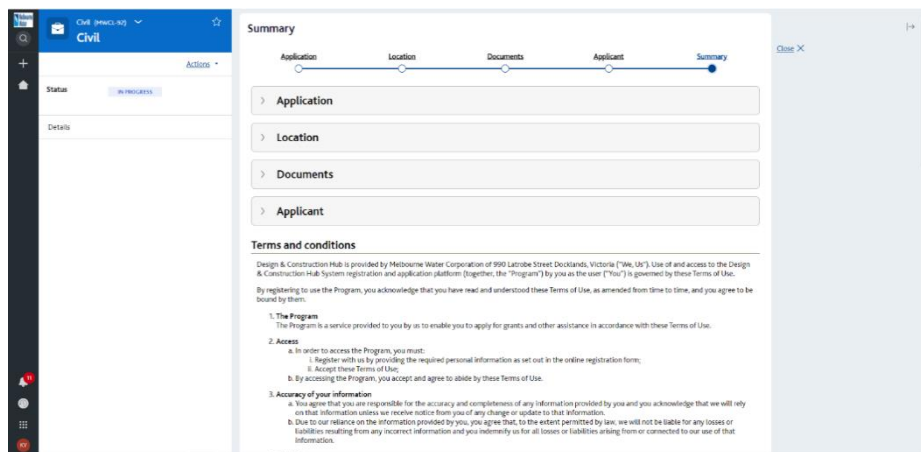 Civil (MWCL-92)
Civil
Actions
Status
IN-PROGRESS
Details
Summary
Application
Location
Documents
Applicant
Summary
Close
Application
Location
Documents
Applicant
Terms and conditions
Design & Construction Hub is provided by Melbourne Water Corporation of 990 Latrobe Street Docklands, Victoria ("We, Us"). Use of and access to the Design
& Construction Hub System registration and application platform (together, the "Program") by you as the user ("You") is governed by these Terms of Use.
By registering to use the Program, you acknowledge that you have read and understood these Terms of Use, as amended from time to time, and you agree to be
bound by them.
1. The Program
The Program is a service provided to you by us to enable you to apply for grants and other assistance in accordance with these Terms of Use.
2. Access
a. In order to access the Program, you must:
i. Register with us by providing the required personal information as set out in the online registration form;
ii. Accept these Terms of Use;
b. By accessing the Program, you accept and agree to abide by these Terms of Use.
3. Accuracy of your information
a. You agree that you are responsible for the accuracy and completeness of any information provided by you and you acknowledge that we will rely
on that information unless we receive notice from you of any change or update to that information.
b. Due to our reliance on the information provided by you, you agree that, to the extent permitted by law, we will not be liable for any losses or
liabilities resulting from any incorrect information and you indemnify us for all losses or liabilities arising from or connected to our use of that
information.